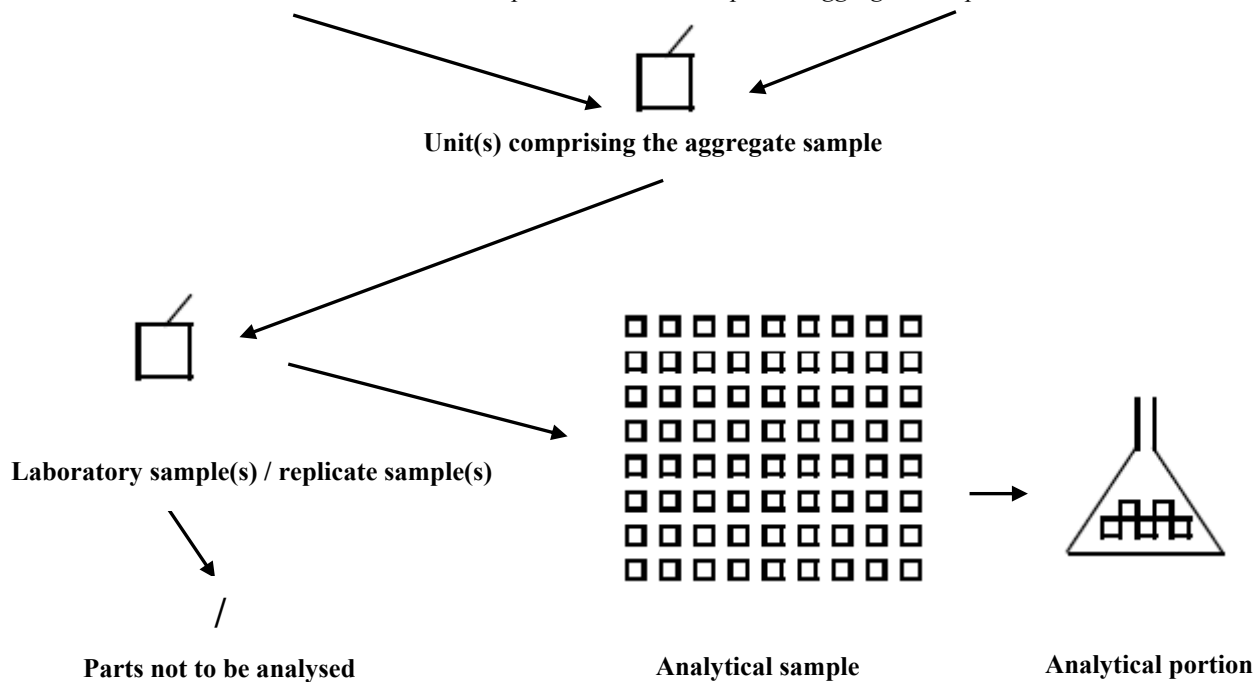 Unit(s) comprising the aggregate sample
Laboratory sample(s) / replicate sample(s)
Parts not to be analysed
Analytical sample
Analytical portion